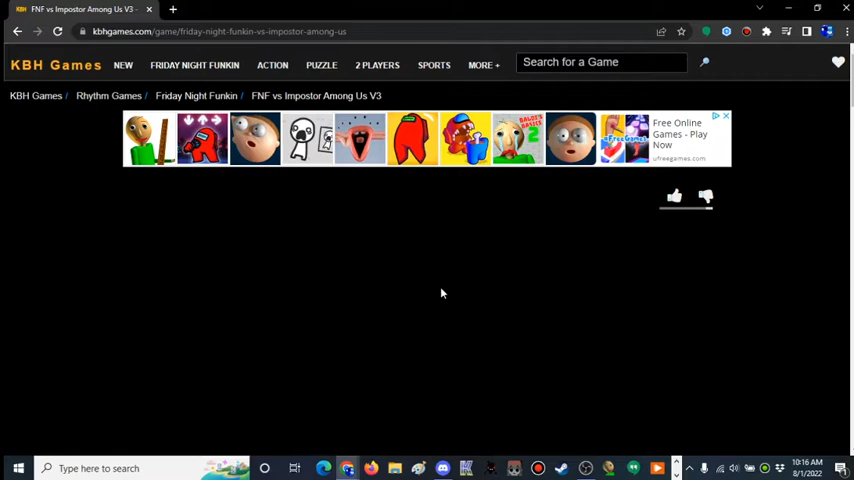 FNF vs Impostor Among Us V3 -
kbhgames.com/game/friday-night-funkin-vs-impostor-among-us
KBH Games NEW FRIDAY NIGHT FUNKIN ACTION PUZZLE 2 PLAYERS SPORTS MORE + Search for a Game
KBH Games / Rhythm Games / Friday Night Funkin / FNF vs Impostor Among Us V3
Free Online
Games - Play
Now
ufreegames.com
BALDI'S
BASICS
2
Type here to search
10:16 AM
8/1/2022